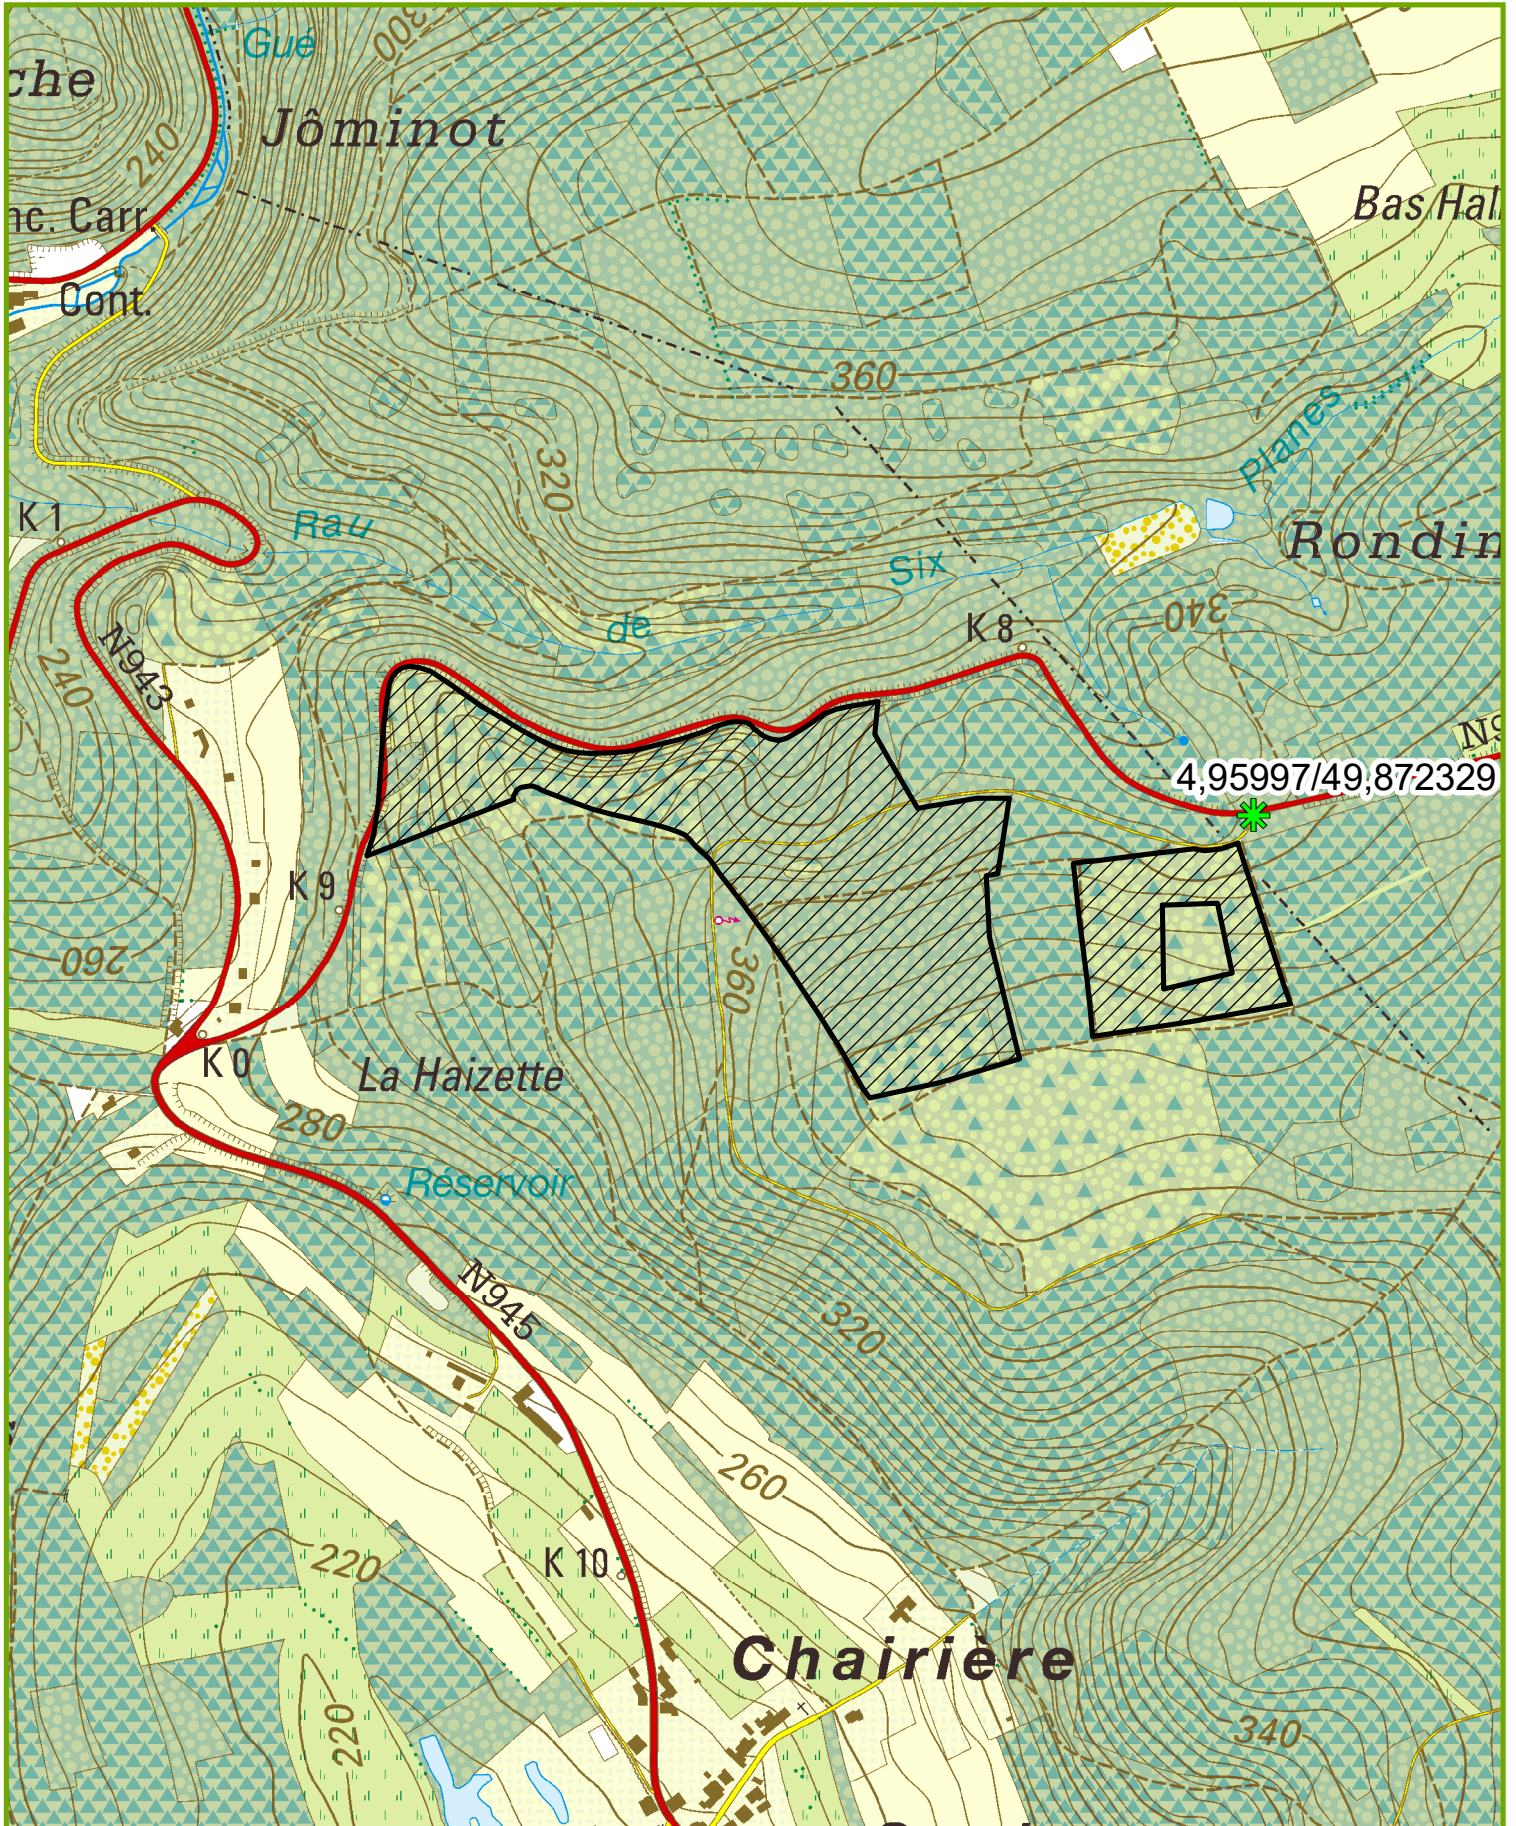 Gué
300
che
Jôminot
240
nc. Carr.
Bas Hal
Cont.
360
Planes
320
K 1
Rau
Rondin
Six
340
de
K 8
N943
240
N9
4,95997/49,872329
K 9
260
360
K 0
La Haizette
280
Réservoir
N945
320
260
220
K 10
Chairière
220
340